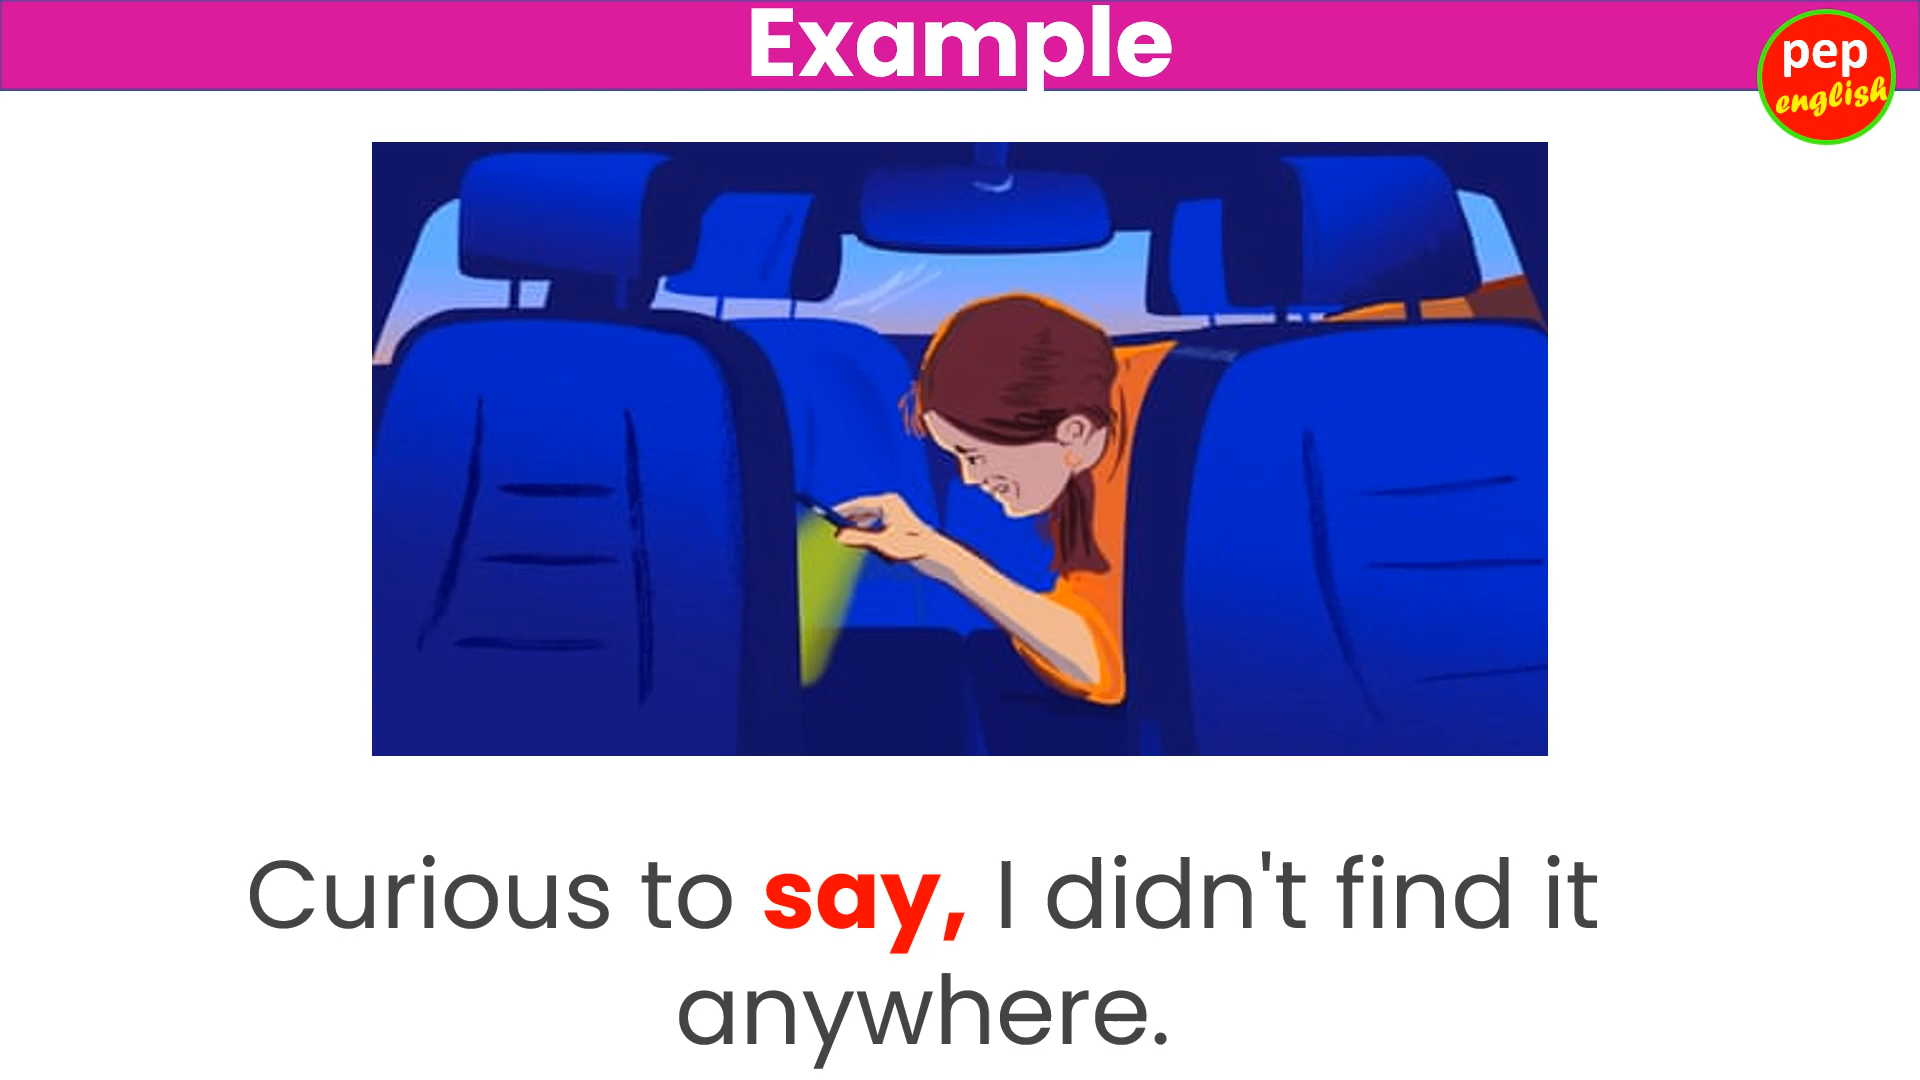 Example
pep
english
Curious to say, I didn't find it
anywhere.